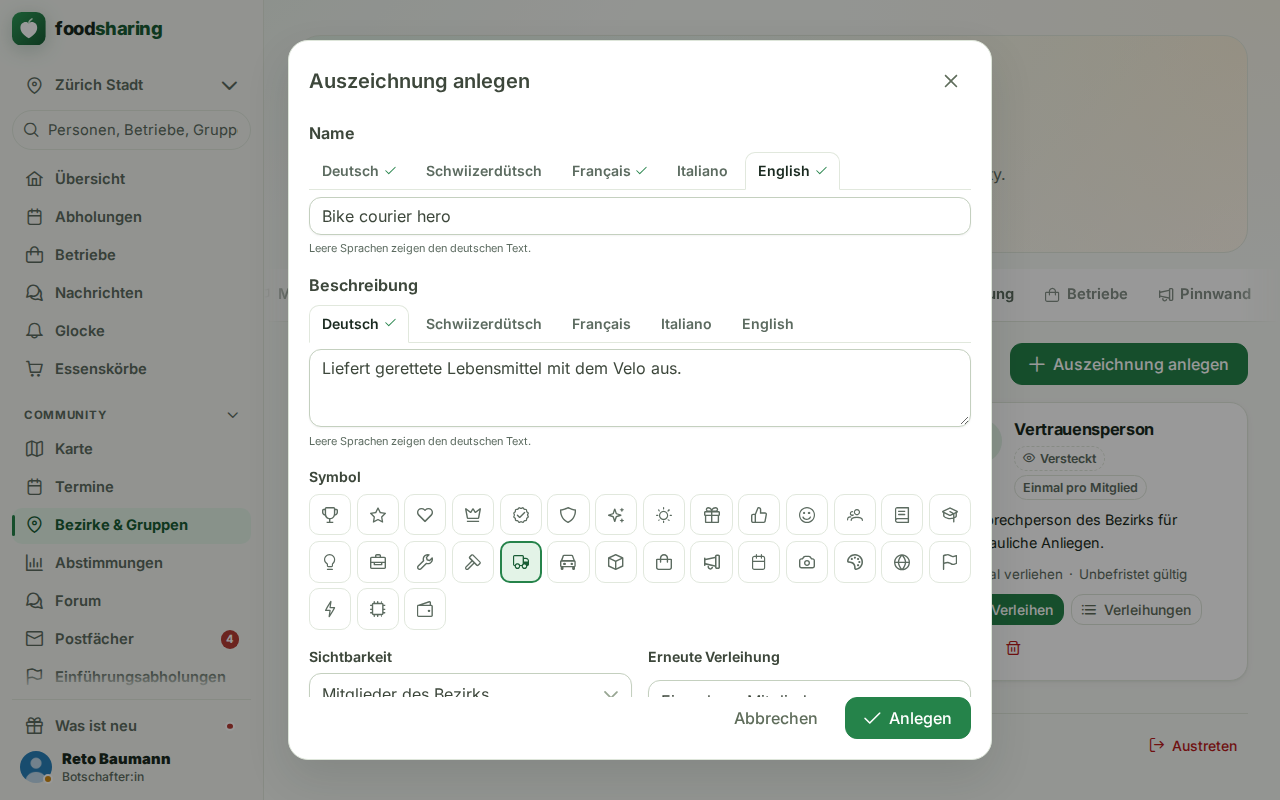 foodsharing
Zürich Stadt
Personen, Betriebe, Grupp
Übersicht
Abholungen
Betriebe
Nachrichten
Glocke
Essenskörbe
COMMUNITY
Karte
Termine
Bezirke & Gruppen
Abstimmungen
Forum
Postfächer 4
Einführungsabholungen
Was ist neu
Reto Baumann
Botschafter:in
Auszeichnung anlegen
Name
Deutsch Schwiizerdütsch Français Italiano English
Bike courier hero
Leere Sprachen zeigen den deutschen Text.
Beschreibung
Deutsch Schwiizerdütsch Français Italiano English
Liefert gerettete Lebensmittel mit dem Velo aus.
Leere Sprachen zeigen den deutschen Text.
Symbol
Sichtbarkeit Erneute Verleihung
Mitglieder des Bezirks
Abbrechen Anlegen
ty.
ung Betriebe Pinnwand
Auszeichnung anlegen
Vertrauensperson
Versteckt
Einmal pro Mitglied
rechperson des Bezirks für
auliche Anliegen.
al verliehen · Unbefristet gültig
Verleihen Verleihungen
Austreten